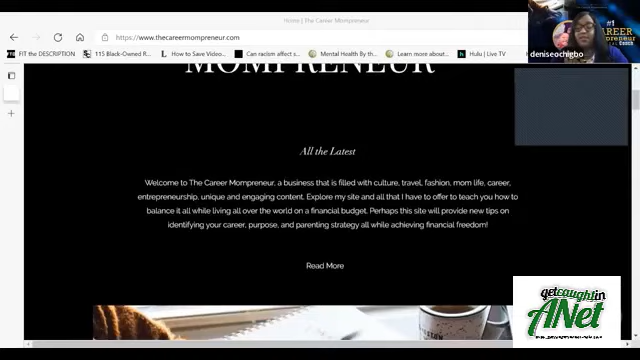 Home | The Career Mompreneur
https://www.thecareermompreneur.com
FIT the DESCRIPTION
115 Black-Owned R...
How to Save Video...
Can racism affect s...
Mental Health By th...
Learn more about...
Hulu | Live TV
#1
CAREER
deniseochigbo
MOMPRENEUR
All the Latest
Welcome to The Career Mompreneur, a business that is filled with culture, travel, fashion, mom life, career,
entrepreneurship, unique and engaging content. Explore my site and all that I have to offer to teach you how to
balance it all while living all over the world on a financial budget. Perhaps this site will provide new tips on
identifying your career, purpose, and parenting strategy all while achieving financial freedom!
Read More
getcaughtin
ANet